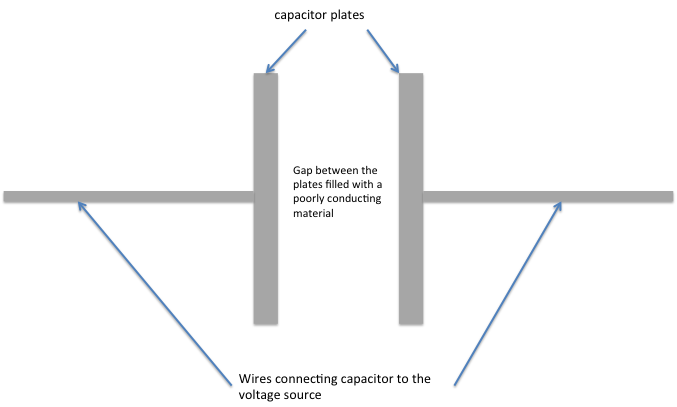 capacitor plates
Gap between the
plates filled with a
poorly conducting
material
Wires connecting capacitor to the
voltage source